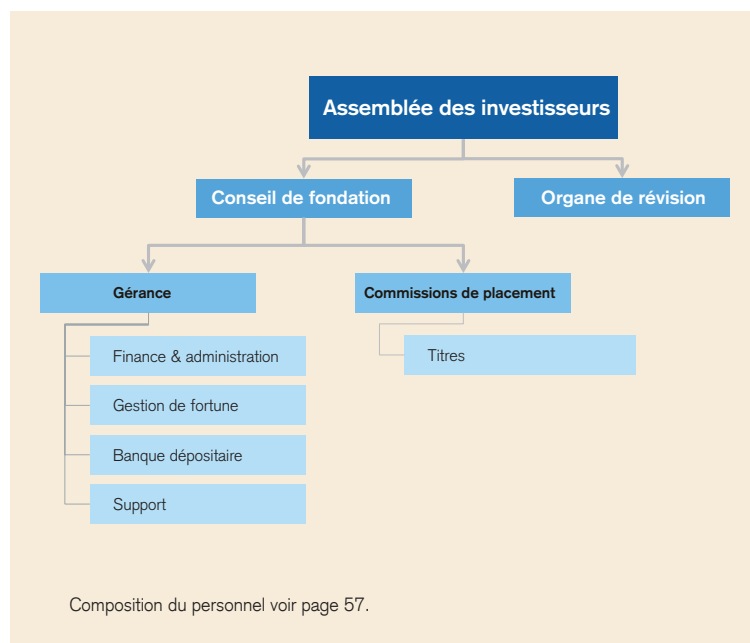 Assemblée des investisseurs
Conseil de fondation
Organe de révision
Gérance
Commissions de placement
Finance & administration
Titres
Gestion de fortune
Banque dépositaire
Support
Composition du personnel voir page 57.